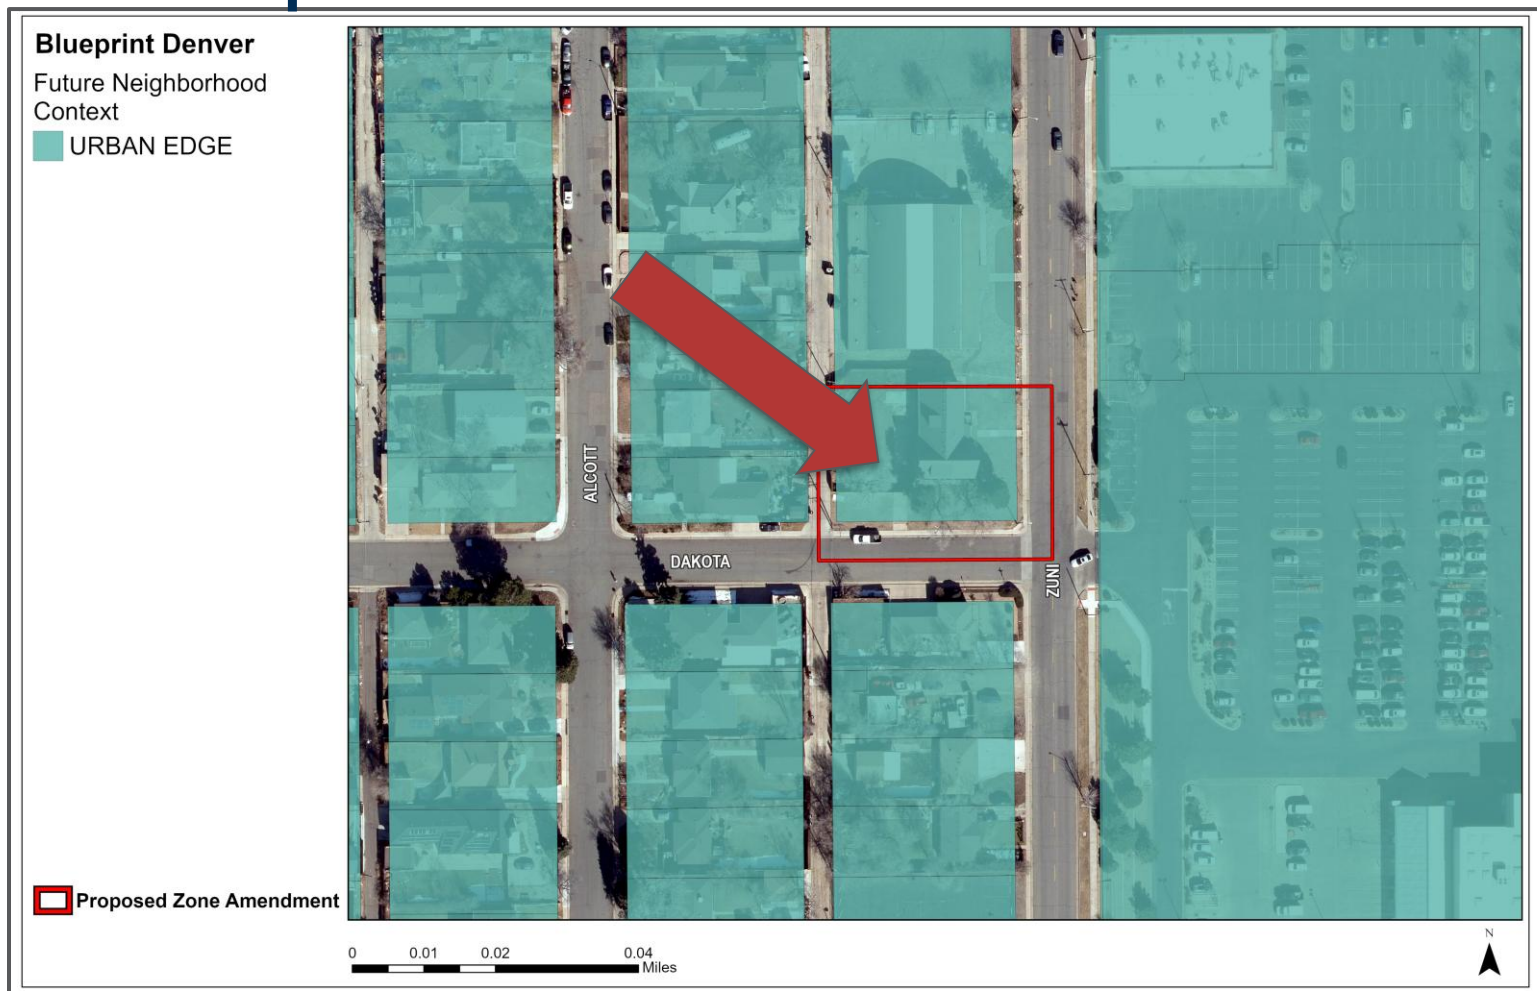 Blueprint Denver
Future Neighborhood
Context
URBAN EDGE
ALCOTT
DAKOTA
ZUNI
Proposed Zone Amendment
0 0.01 0.02 0.04
Miles
N